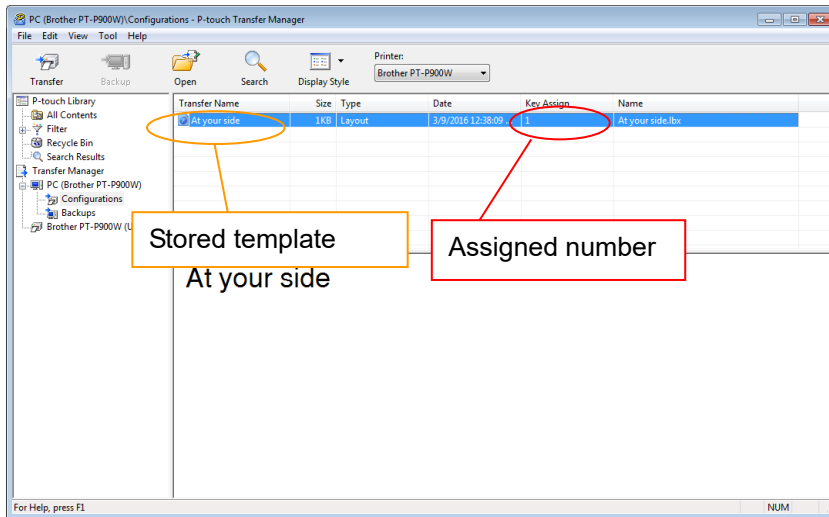 PC (Brother PT-P900W)\Configurations - P-touch Transfer Manager
File Edit View Tool Help
Transfer Backup Open Search Display Style
Printer:
Brother PT-P900W
P-touch Library
All Contents
Filter
Recycle Bin
Search Results
Transfer Manager
PC (Brother PT-P900W)
Configurations
Backups
Brother PT-P900W (U
Transfer Name Size Type Date Key Assign Name
At your side 1KB Layout 3/9/2016 12:38:09 ... 1 At your side.lbx
Stored template
Assigned number
At your side
For Help, press F1
NUM